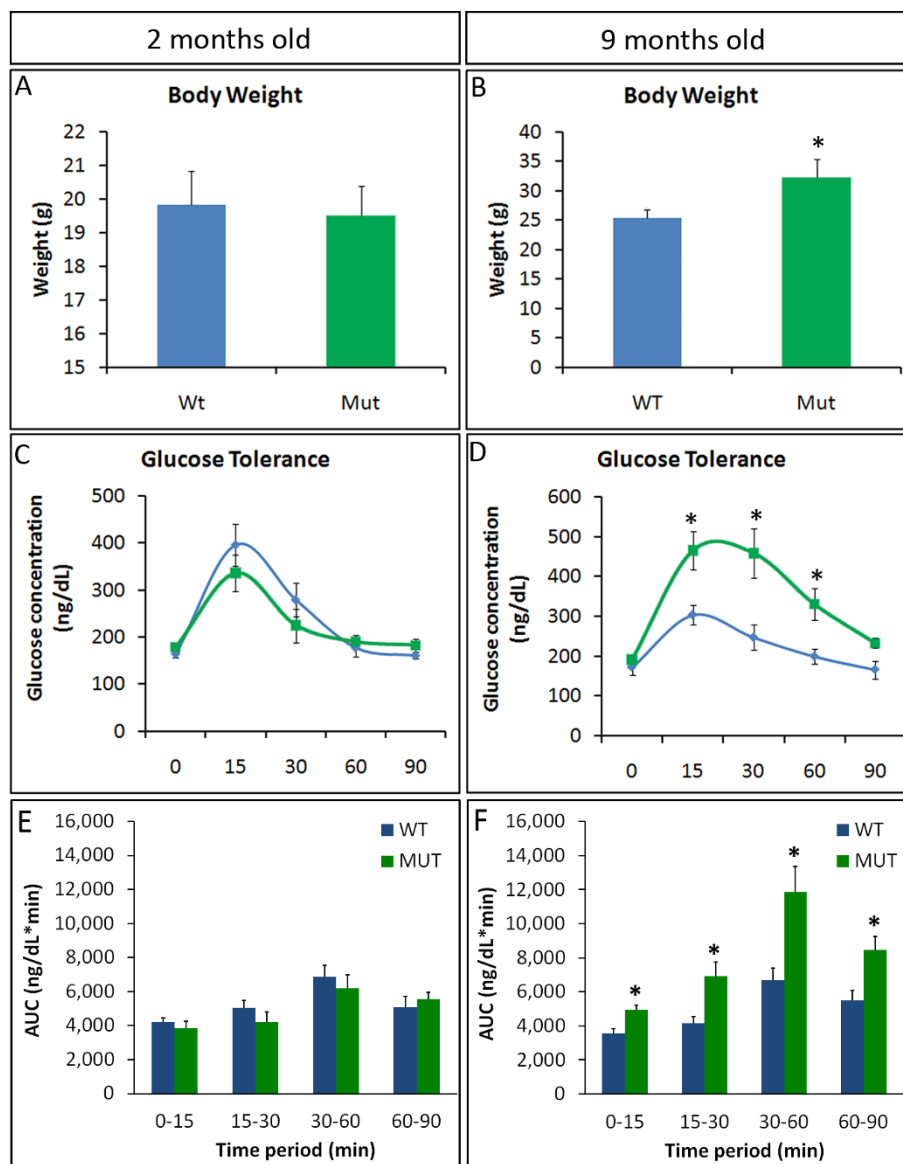 2 months old
9 months old
A
Body Weight
22
21
20
19
18
17
16
15
Weight (g)
Wt
Mut
B
Body Weight
40
35
30
25
20
15
10
5
0
Weight (g)
*
WT
Mut
C
Glucose Tolerance
500
400
300
200
100
0
Glucose concentration
(ng/dL)
0 15 30 60 90
D
Glucose Tolerance
600
500
400
300
200
100
0
Glucose concentration
(ng/dL)
* * *
0 15 30 60 90
E
16,000
14,000
12,000
10,000
8,000
6,000
4,000
2,000
0
AUC (ng/dL*min)
WT
MUT
0-15 15-30 30-60 60-90
Time period (min)
F
16,000
14,000
12,000
10,000
8,000
6,000
4,000
2,000
0
AUC (ng/dL*min)
WT
MUT
* * * *
0-15 15-30 30-60 60-90
Time period (min)